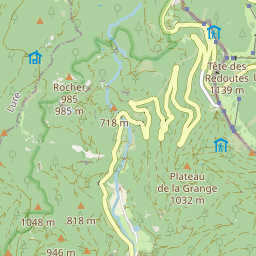 Tête des
Redoutes
1139 m
Rocher
985
985 m
Lure
718 m
Plateau
de la Grange
1032 m
1048 m
818 m
946 m